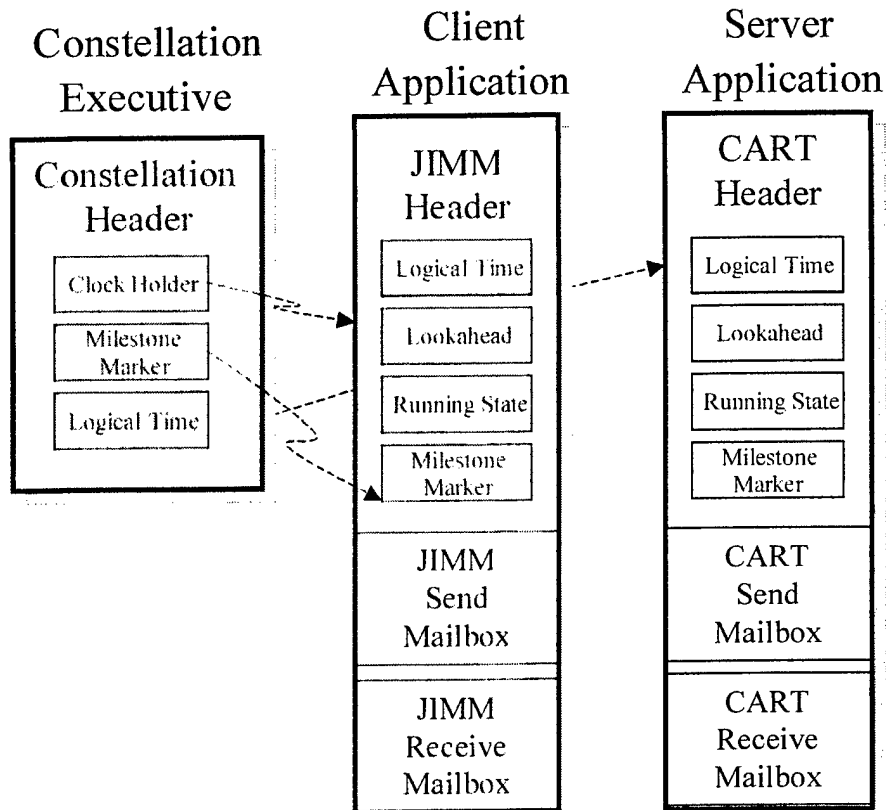 Constellation
Executive
Constellation
Header
Clock Holder
Milestone
Marker
Logical Time
Client
Application
JIMM
Header
Logical Time
Lookahead
Running State
Milestone
Marker
JIMM
Send
Mailbox
JIMM
Receive
Mailbox
Server
Application
CART
Header
Logical Time
Lookahead
Running State
Milestone
Marker
CART
Send
Mailbox
CART
Receive
Mailbox